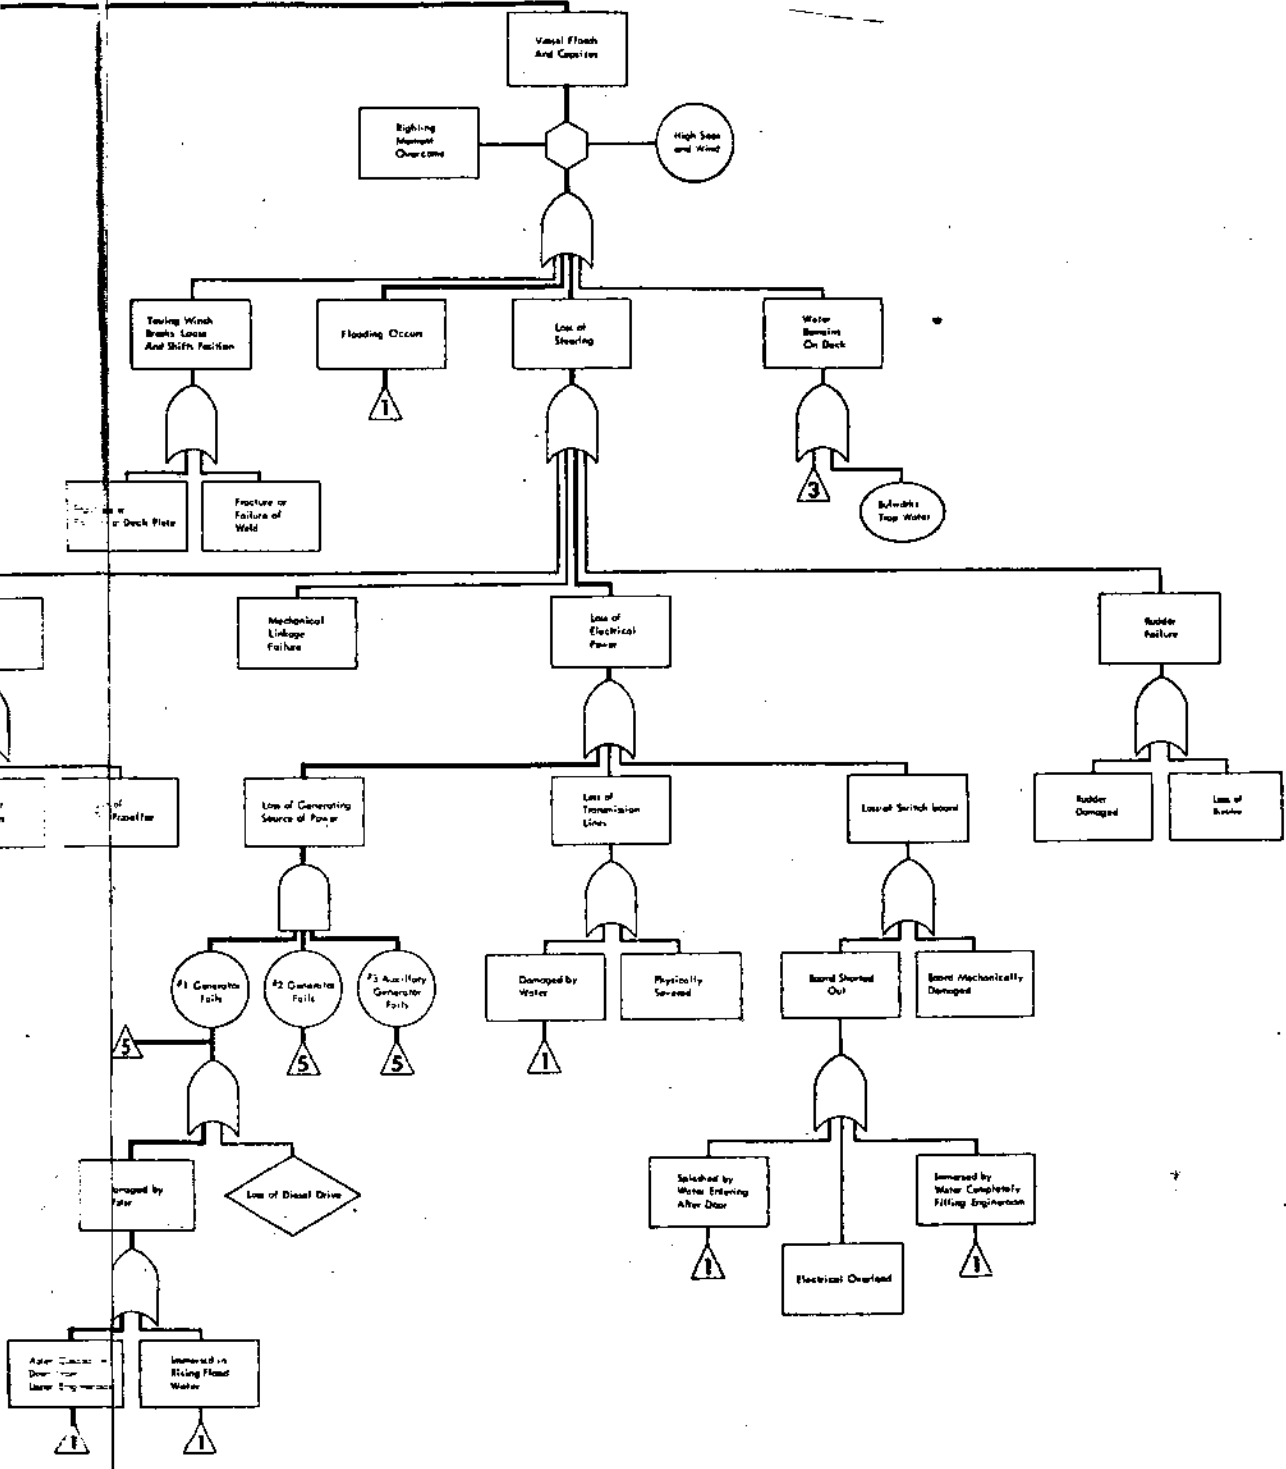 Vessel Floods
And Capsizes
Righting
Moment
Overcome
High Seas
and Wind
Towing Winch
Breaks Loose
And Shifts Position
Flooding Occurs
Loss of
Steering
Water
Remains
On Deck
1
3
Bulwarks
Trap Water
Deck Plate
Fracture or
Failure of
Weld
Mechanical
Linkage
Failure
Loss of
Electrical
Power
Rudder
Failure
of
Propeller
Loss of Generating
Source of Power
Loss of
Transmission
Lines
Loss of Switch board
Rudder
Damaged
Loss of
#1 Generator
Fails
#2 Generator
Fails
#3 Auxiliary
Generator
Fails
Damaged by
Water
Physically
Severed
Board Shorted
Out
Board Mechanically
Damaged
5
5
5
1
Loss of Diesel Drive
Splashed by
Water Entering
After Door
Immersed by
Water Completely
Filling Engineroom
1
Electrical Overload
1
Immersed in
Rising Flood
Water
1
1